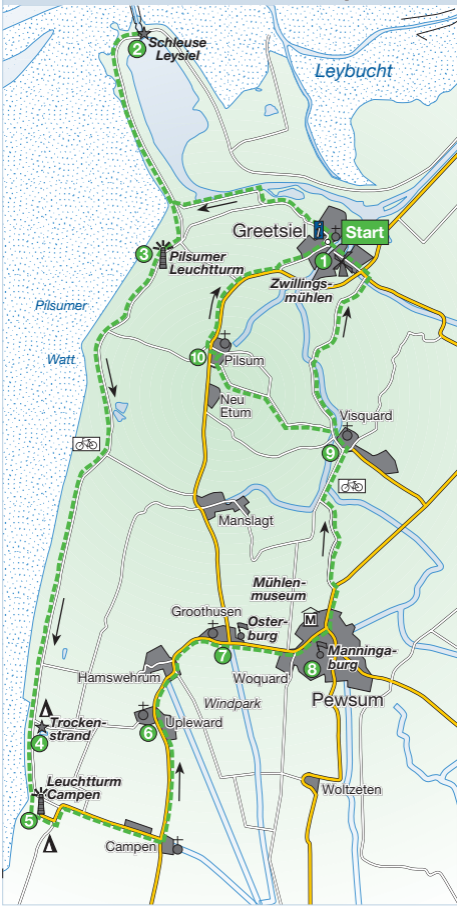 2
Schleuse
Leysiel
Leybucht
Greetsiel
i
Start
1
3
Pilsumer
Leuchtturm
Zwillings-
mühlen
Pilsumer
Watt
10
Pilsum
Neu
Etum
Visquard
9
Manslagt
Mühlen-
museum
M
Groothusen
Oster-
burg
7
8
Manninga-
burg
Hamswehrum
Woquard
Windpark
Pewsum
Trocken-
strand
4
6
Upleward
Leuchtturm
Campen
5
Woltzeten
Campen